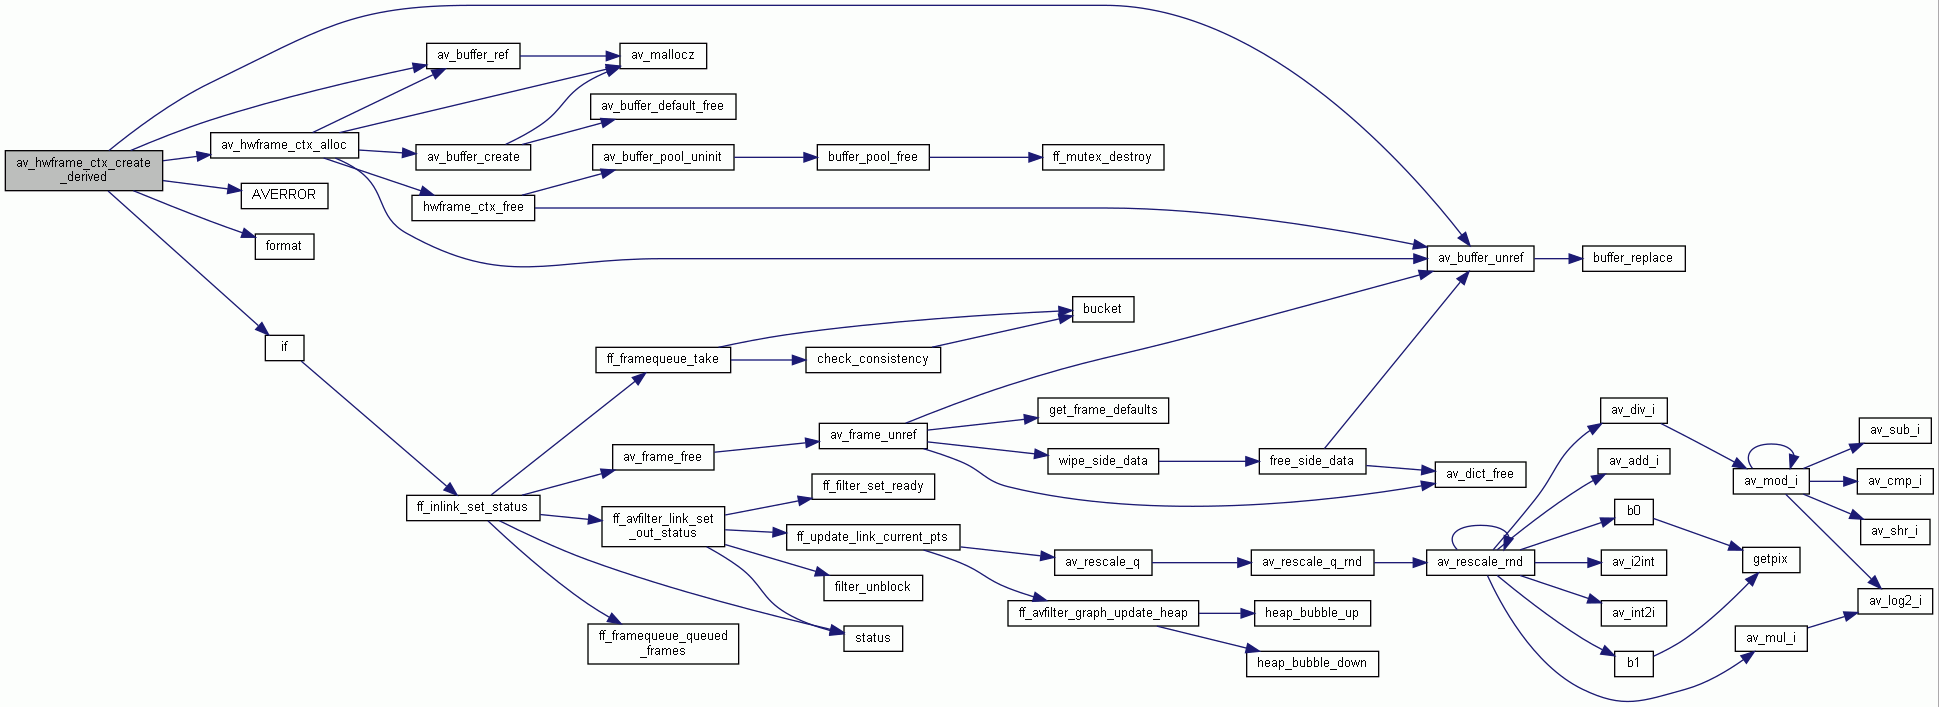 av_hwframe_ctx_create
_derived
av_buffer_ref
av_mallocz
av_buffer_default_free
av_hwframe_ctx_alloc
av_buffer_create
av_buffer_pool_uninit
buffer_pool_free
ff_mutex_destroy
AVERROR
hwframe_ctx_free
format
av_buffer_unref
buffer_replace
bucket
if
ff_framequeue_take
check_consistency
get_frame_defaults
av_frame_unref
av_frame_free
wipe_side_data
free_side_data
av_dict_free
ff_filter_set_ready
ff_inlink_set_status
ff_avfilter_link_set
_out_status
ff_update_link_current_pts
filter_unblock
av_rescale_q
av_rescale_q_rnd
av_rescale_rnd
ff_avfilter_graph_update_heap
heap_bubble_up
heap_bubble_down
ff_framequeue_queued
_frames
status
av_div_i
av_add_i
b0
av_i2int
av_int2i
b1
av_mod_i
getpix
av_mul_i
av_sub_i
av_cmp_i
av_shr_i
av_log2_i